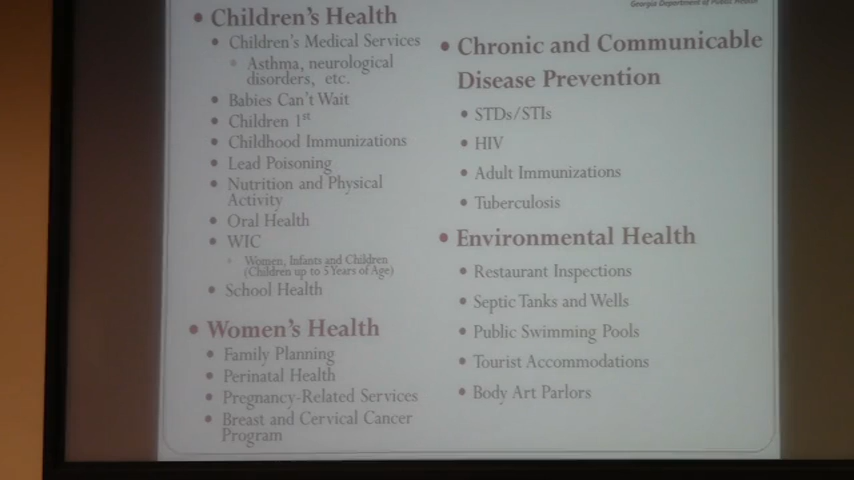 Georgia Department of Public Health
• Children's Health
• Children's Medical Services
• Asthma, neurological
disorders, etc.
• Babies Can't Wait
• Children 1st
• Childhood Immunizations
• Lead Poisoning
• Nutrition and Physical
Activity
• Oral Health
• WIC
• Women, Infants and Children
(Children up to 5 Years of Age)
• School Health
• Women's Health
• Family Planning
• Perinatal Health
• Pregnancy-Related Services
• Breast and Cervical Cancer
Program
• Chronic and Communicable
Disease Prevention
• STDs/STIs
• HIV
• Adult Immunizations
• Tuberculosis
• Environmental Health
• Restaurant Inspections
• Septic Tanks and Wells
• Public Swimming Pools
• Tourist Accommodations
• Body Art Parlors